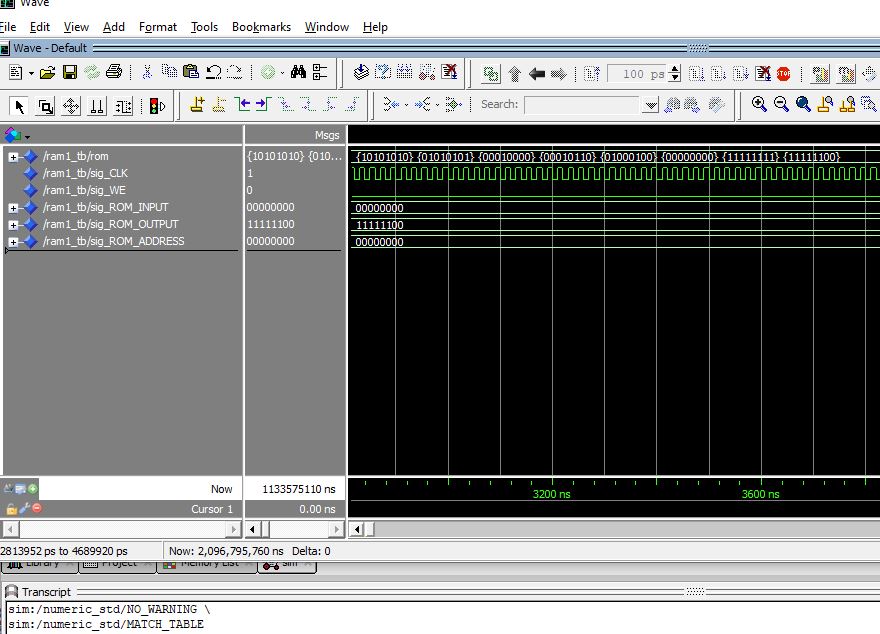 Wave
File Edit View Add Format Tools Bookmarks Window Help
Wave - Default
100 ps
STOP
Search:
Msgs
/ram1_tb/rom {10101010} {010... {10101010} {01010101} {00010000} {00010110} {01000100} {00000000} {11111111} {11111100}
/ram1_tb/sig_CLK 1
/ram1_tb/sig_WE 0
/ram1_tb/sig_ROM_INPUT 00000000 00000000
/ram1_tb/sig_ROM_OUTPUT 11111100 11111100
/ram1_tb/sig_ROM_ADDRESS 00000000 00000000
Now 1133575110 ns 3200 ns 3600 ns
Cursor 1 0.00 ns
2813952 ps to 4689920 ps Now: 2,096,795,760 ns Delta: 0
Library Project Memory List sim
Transcript
sim:/numeric_std/NO_WARNING \
sim:/numeric_std/MATCH_TABLE